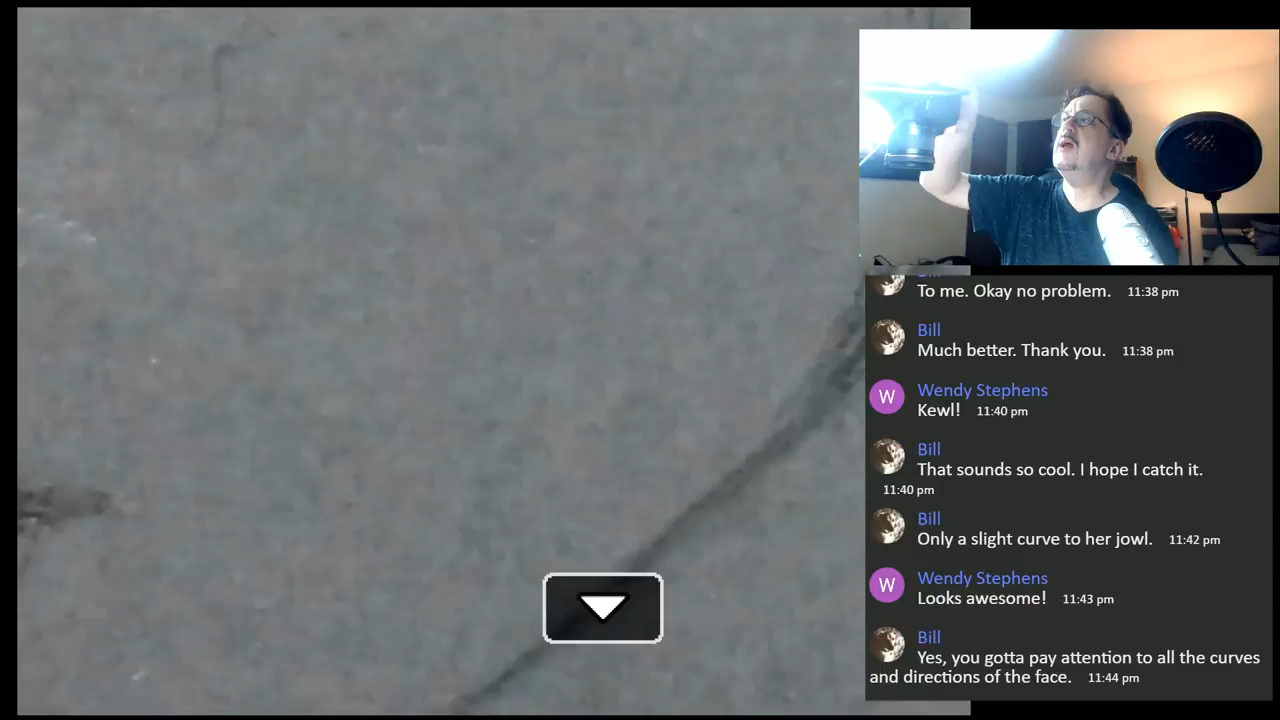 To me. Okay no problem. 11:38 pm
Bill
Much better. Thank you. 11:38 pm
W
Wendy Stephens
Kewl! 11:40 pm
Bill
That sounds so cool. I hope I catch it.
11:40 pm
Bill
Only a slight curve to her jowl. 11:42 pm
W
Wendy Stephens
Looks awesome! 11:43 pm
Bill
Yes, you gotta pay attention to all the curves
and directions of the face. 11:44 pm